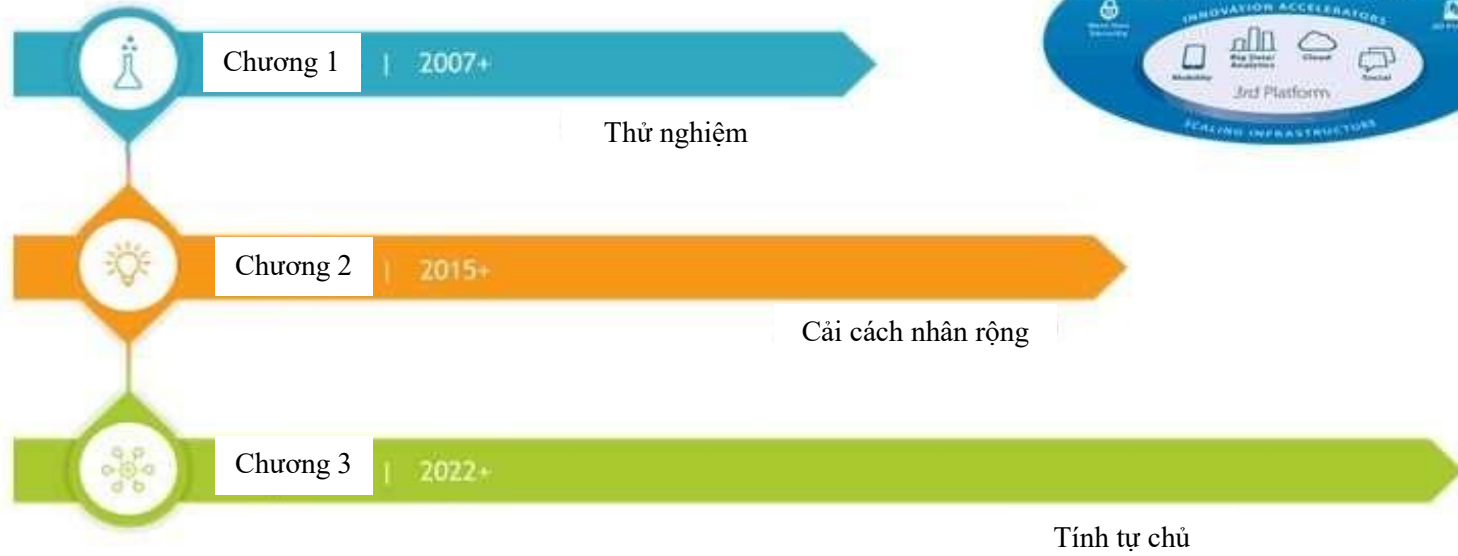 INNOVATION ACCELERATORS
Big Data/
Analytics
Cloud
Mobility
Social
3rd Platform
SCALING INFRASTRUCTURE
Chương 1 | 2007+
Thử nghiệm
Chương 2 | 2015+
Cải cách nhân rộng
Chương 3 | 2022+
Tính tự chủ